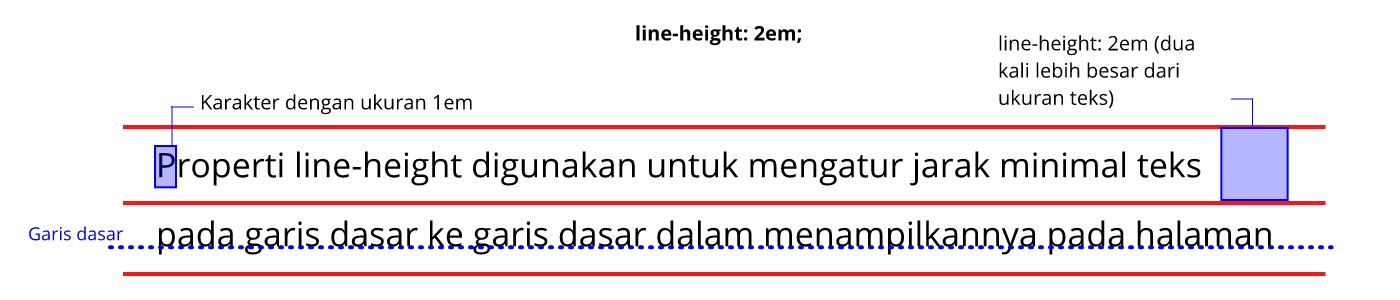 line-height: 2em;
line-height: 2em (dua
kali lebih besar dari
ukuran teks)
Karakter dengan ukuran 1em
Properti line-height digunakan untuk mengatur jarak minimal teks
Garis dasar
pada garis dasar ke garis dasar dalam menampilkannya pada halaman